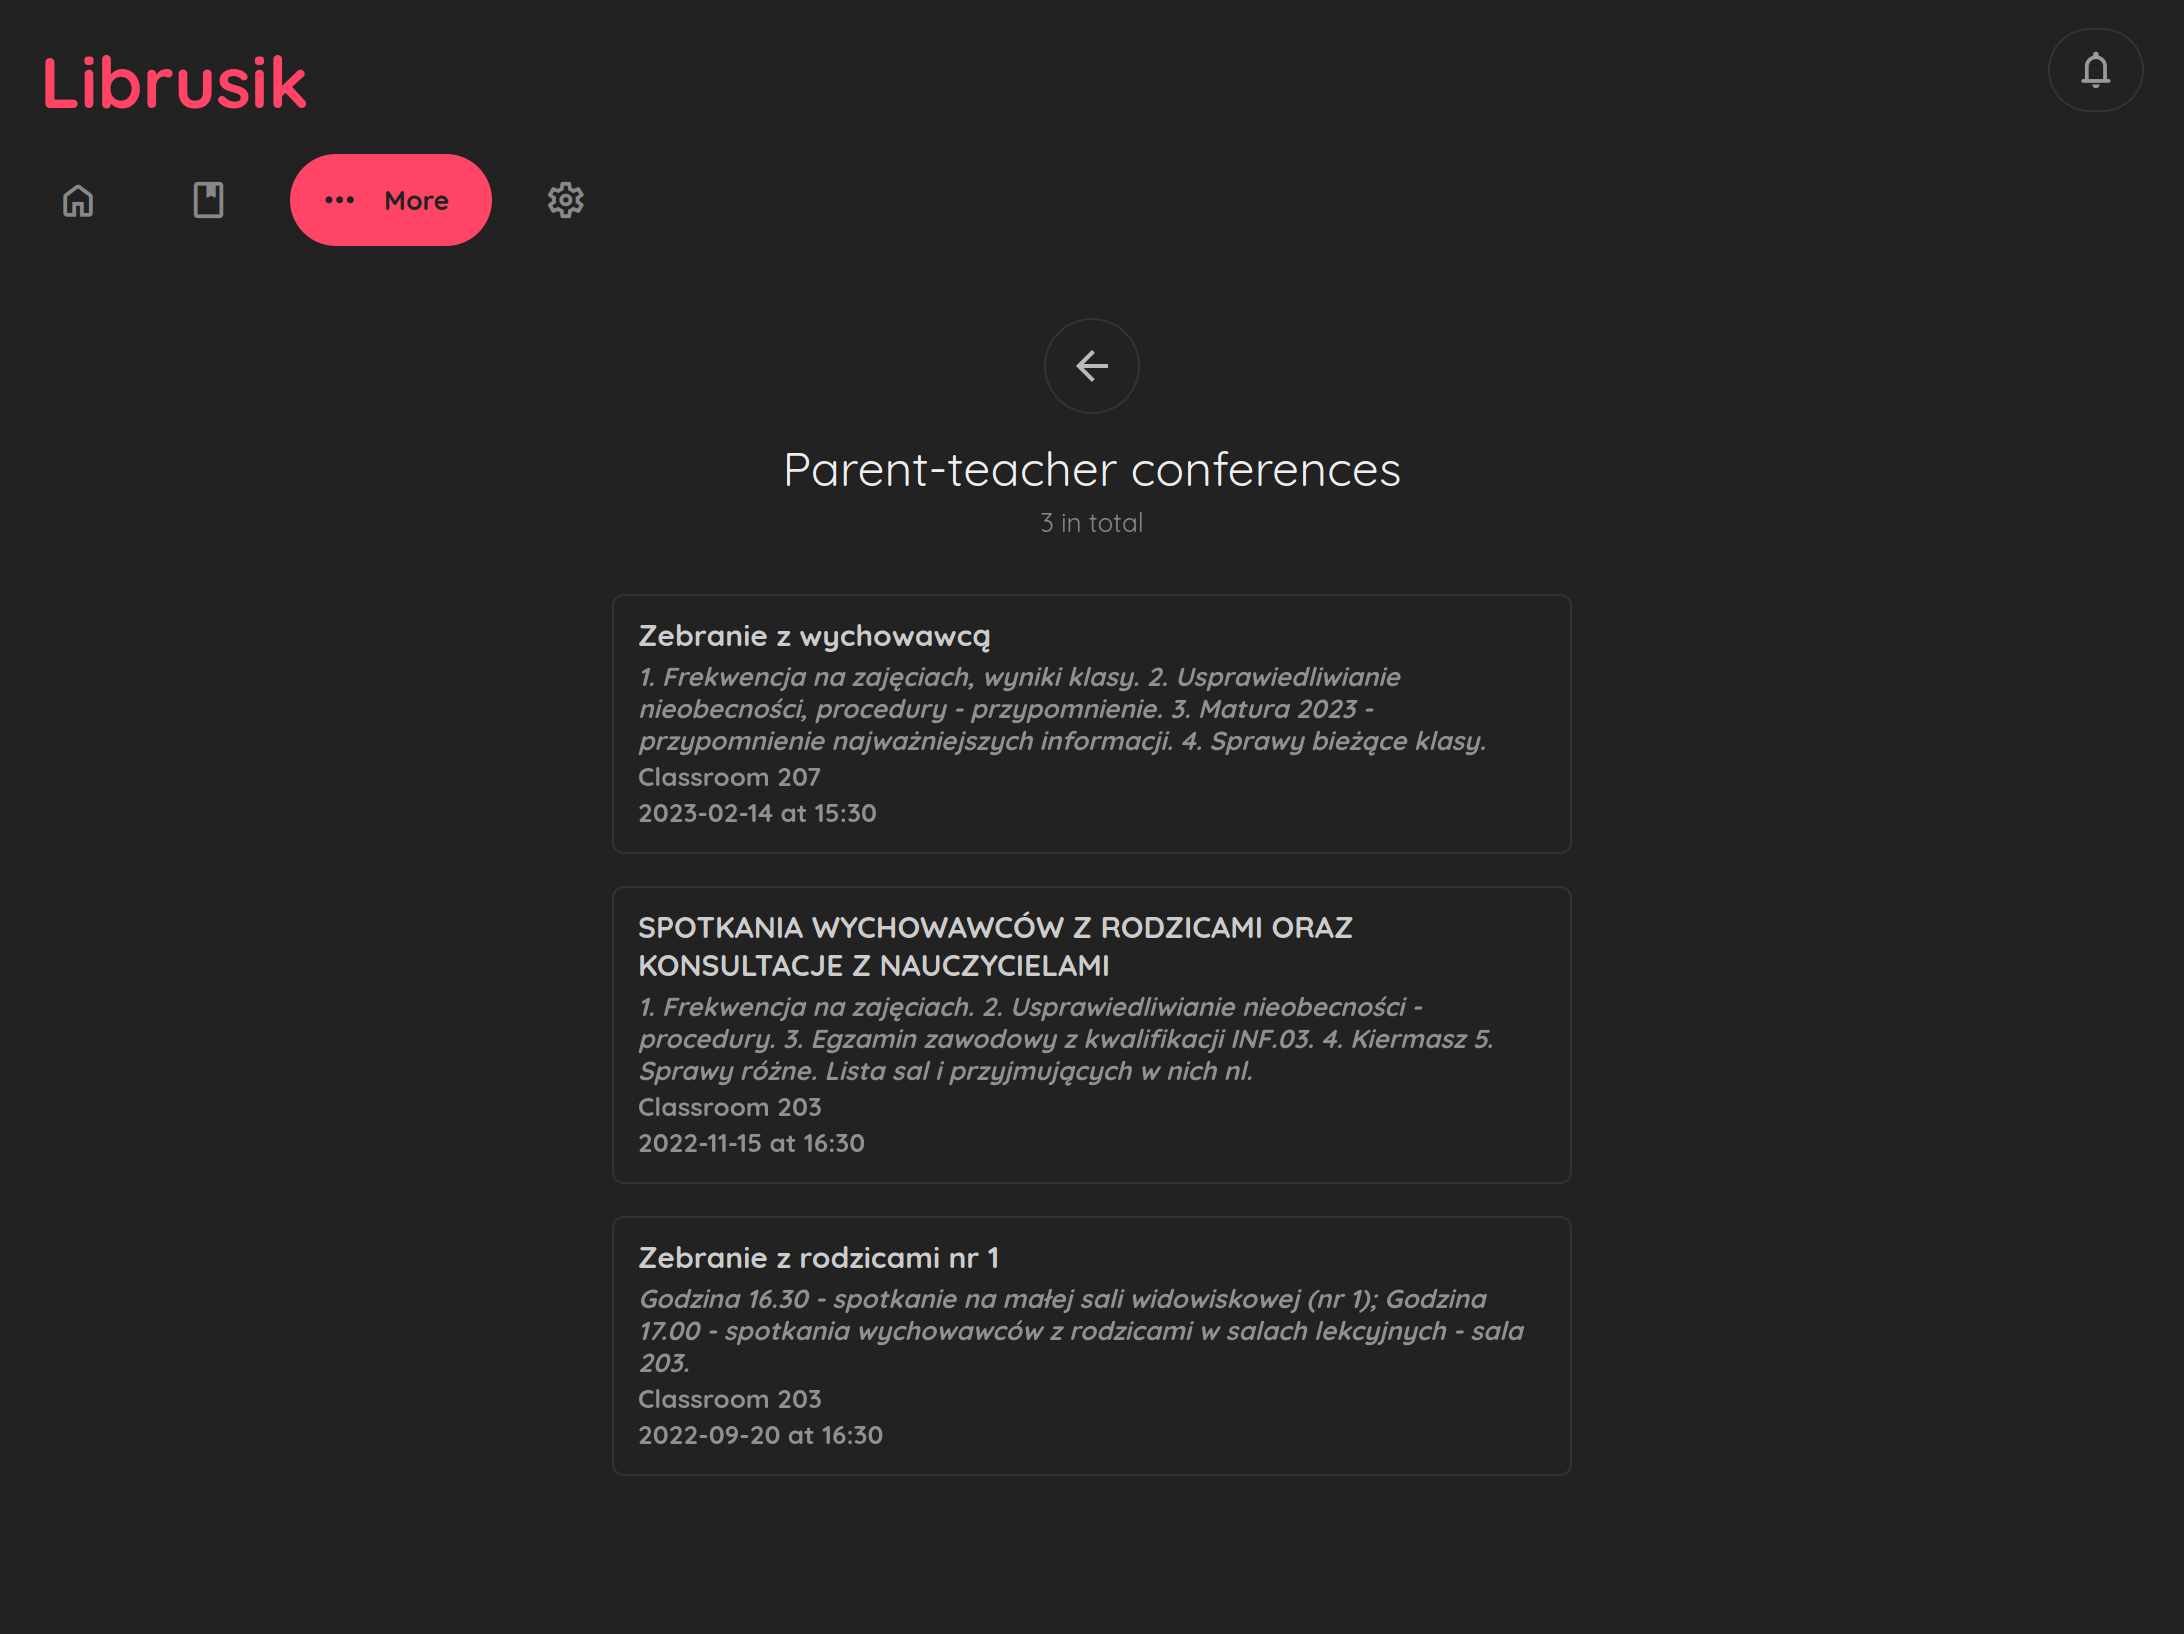 Librusik
More
Parent-teacher conferences
3 in total
Zebranie z wychowawcą
1. Frekwencja na zajęciach, wyniki klasy. 2. Usprawiedliwianie
nieobecności, procedury - przypomnienie. 3. Matura 2023 -
przypomnienie najważniejszych informacji. 4. Sprawy bieżące klasy.
Classroom 207
2023-02-14 at 15:30
SPOTKANIA WYCHOWAWCÓW Z RODZICAMI ORAZ
KONSULTACJE Z NAUCZYCIELAMI
1. Frekwencja na zajęciach. 2. Usprawiedliwianie nieobecności -
procedury. 3. Egzamin zawodowy z kwalifikacji INF.03. 4. Kiermasz 5.
Sprawy różne. Lista sal i przyjmujących w nich nl.
Classroom 203
2022-11-15 at 16:30
Zebranie z rodzicami nr 1
Godzina 16.30 - spotkanie na małej sali widowiskowej (nr 1); Godzina
17.00 - spotkania wychowawców z rodzicami w salach lekcyjnych - sala
203.
Classroom 203
2022-09-20 at 16:30